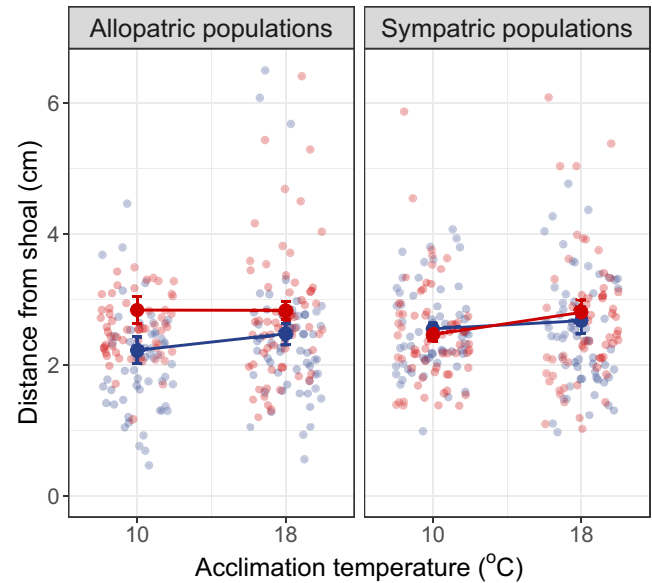 Allopatric populations
Sympatric populations
Distance from shoal (cm)
6
4
2
0
10
18
10
18
Acclimation temperature (°C)